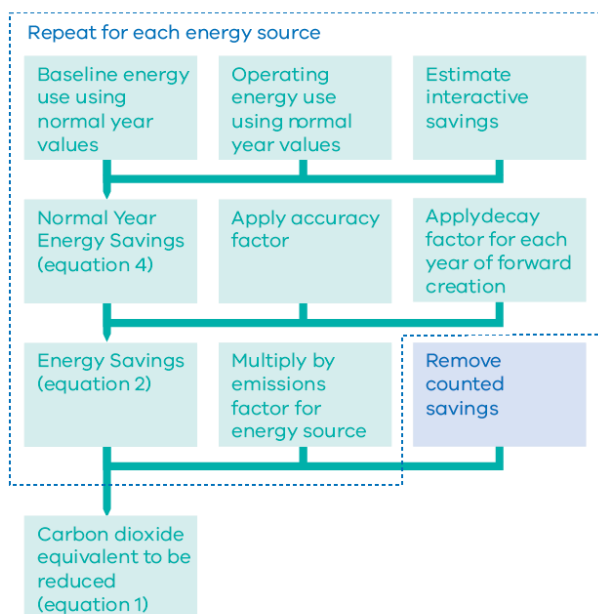 Repeat for each energy source
Baseline energy
use using
normal year
values
Operating
energy use
using normal
year values
Estimate
interactive
savings
Normal Year
Energy Savings
(equation 4)
Apply accuracy
factor
Applydecay
factor for each
year of forward
creation
Energy Savings
(equation 2)
Multiply by
emissions
factor for
energy source
Remove
counted
savings
Carbon dioxide
equivalent to be
reduced
(equation 1)